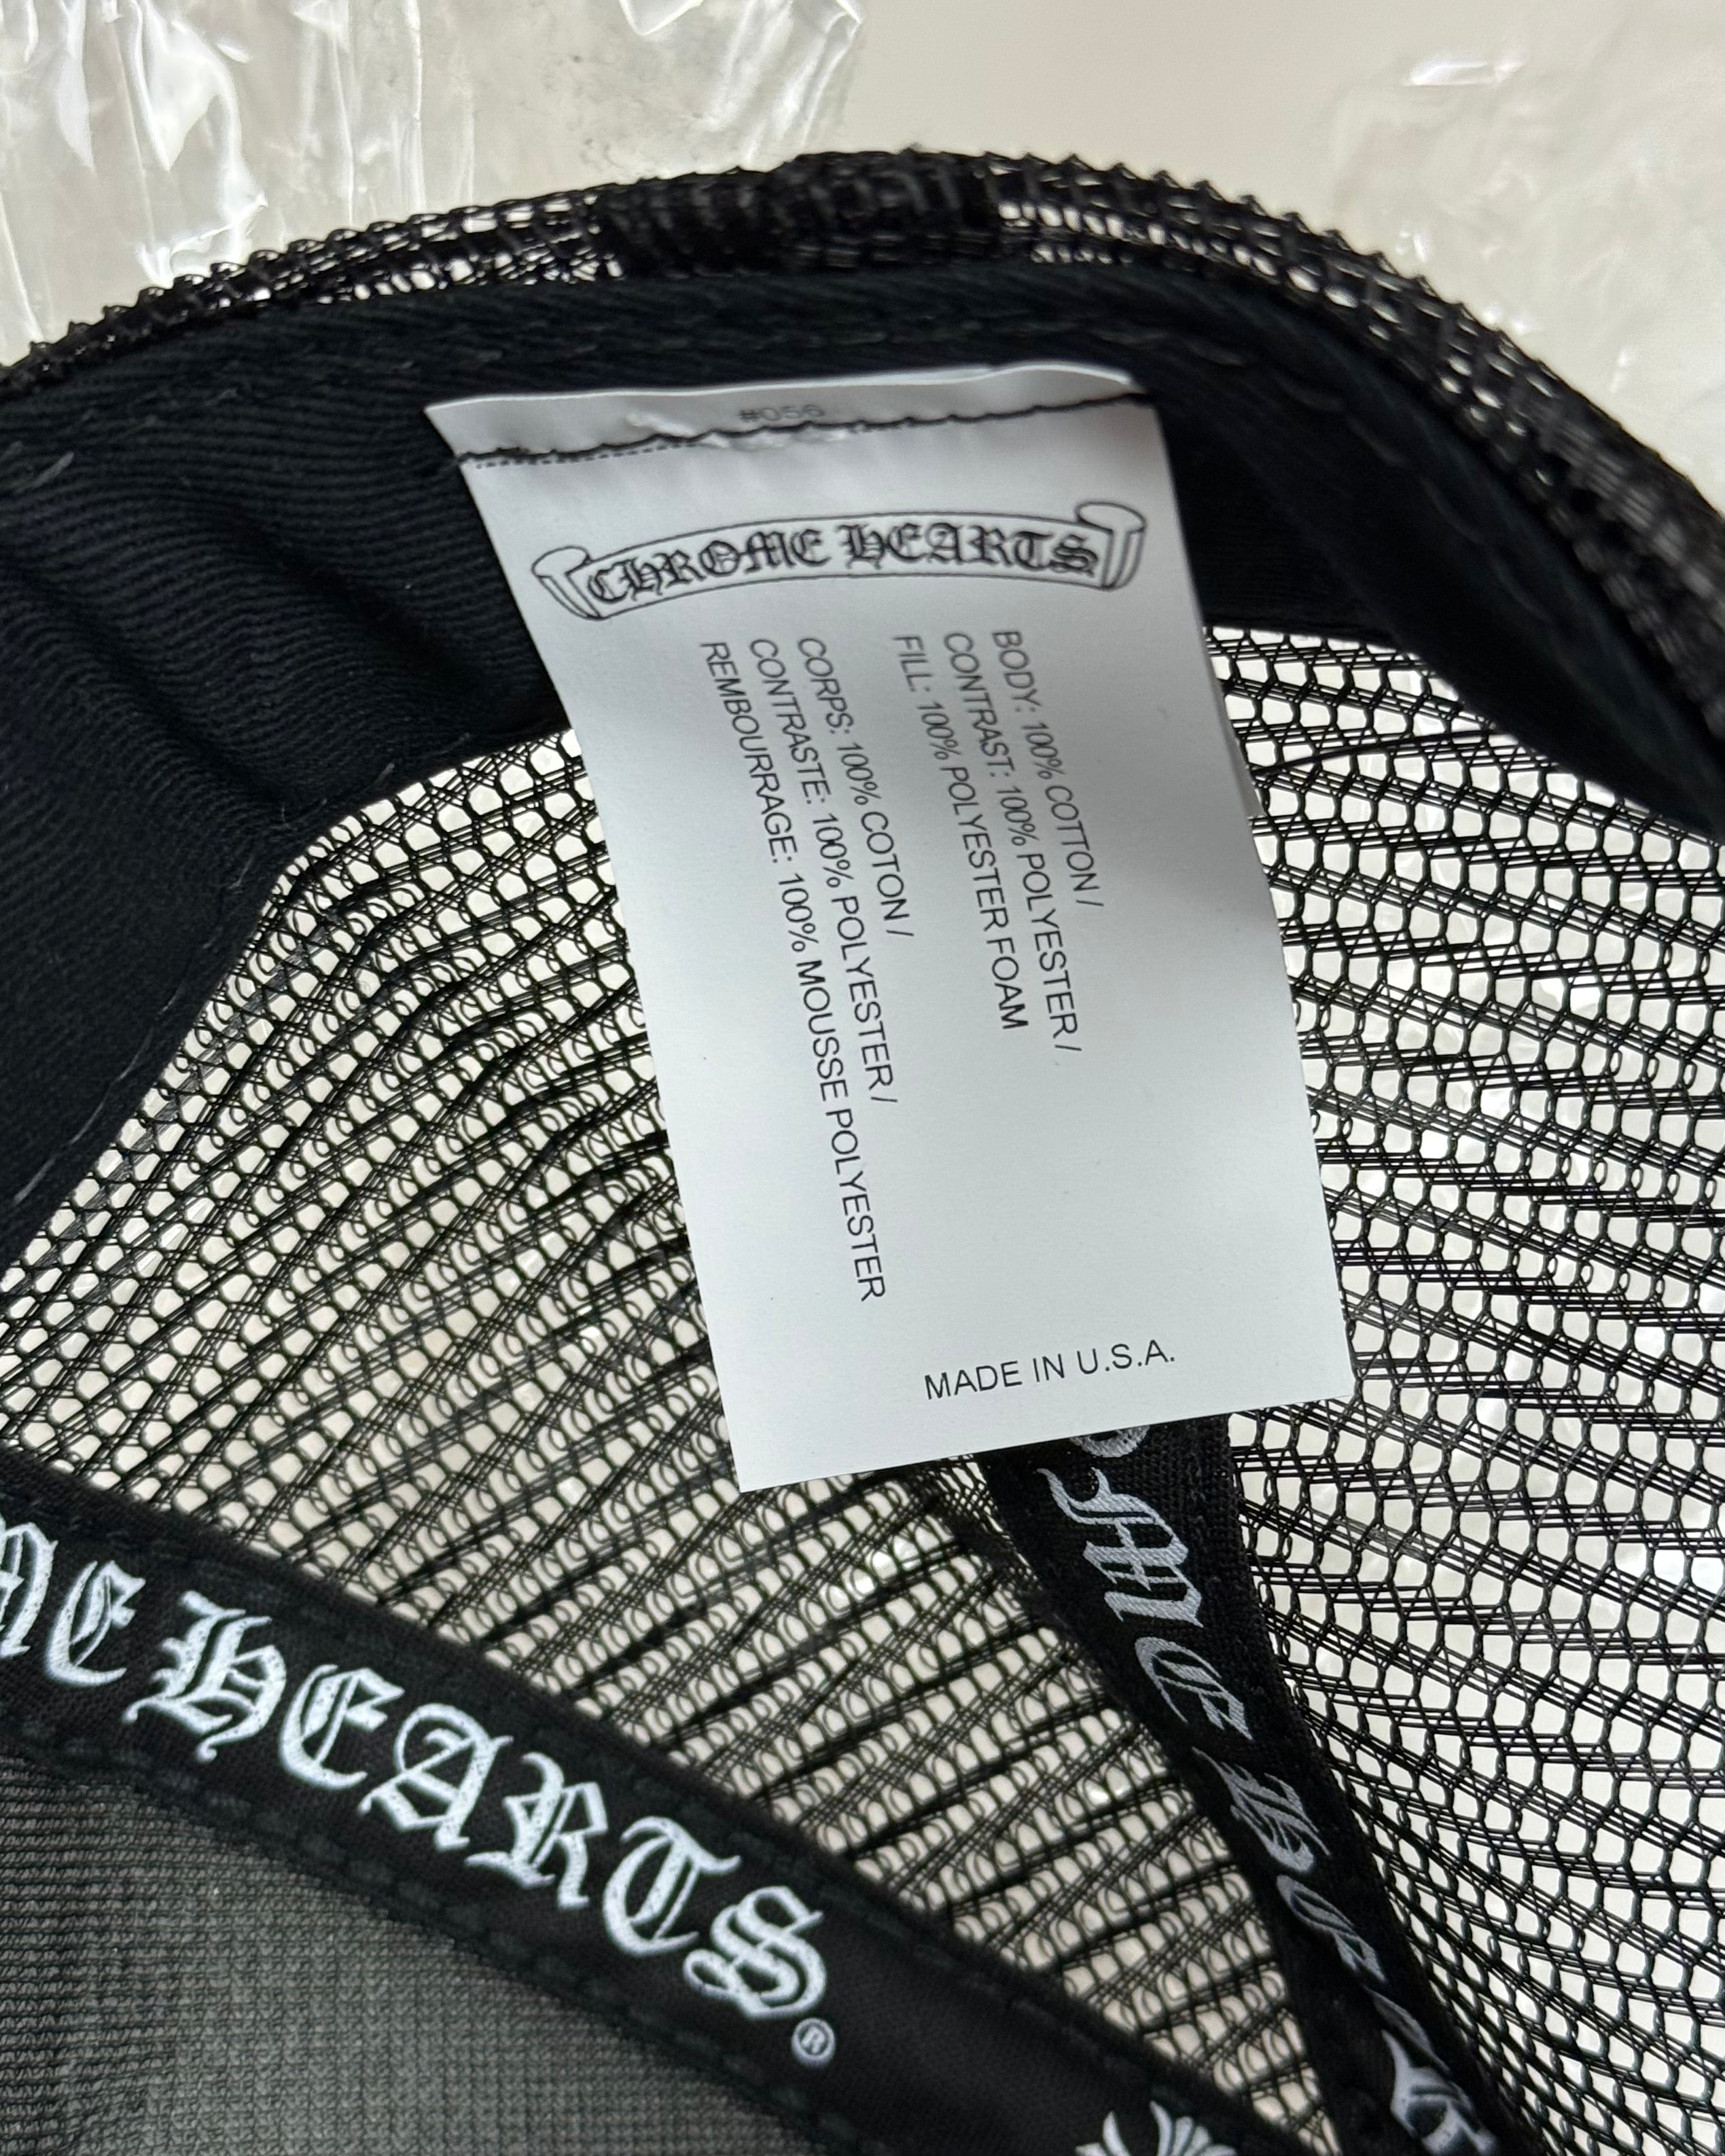 #056
CHROME HEARTS
BODY: 100% COTTON /
CONTRAST: 100% POLYESTER /
FILL: 100% POLYESTER FOAM
CORPS: 100% COTON /
CONTRASTE: 100% POLYESTER /
REMBOURRAGE: 100% MOUSSE POLYESTER
MADE IN U.S.A.
ME HEARTS®